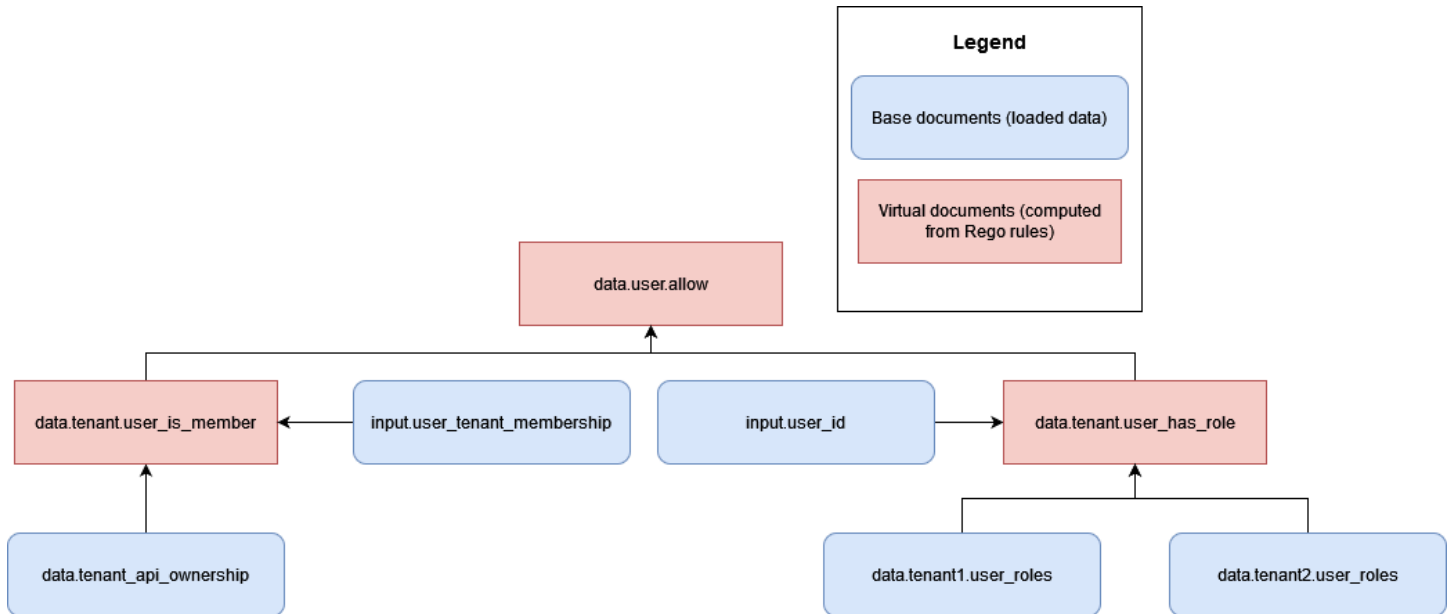 Legend
Base documents (loaded data)
Virtual documents (computed
from Rego rules)
data.user.allow
data.tenant.user_is_member
input.user_tenant_membership
input.user_id
data.tenant.user_has_role
data.tenant_api_ownership
data.tenant1.user_roles
data.tenant2.user_roles